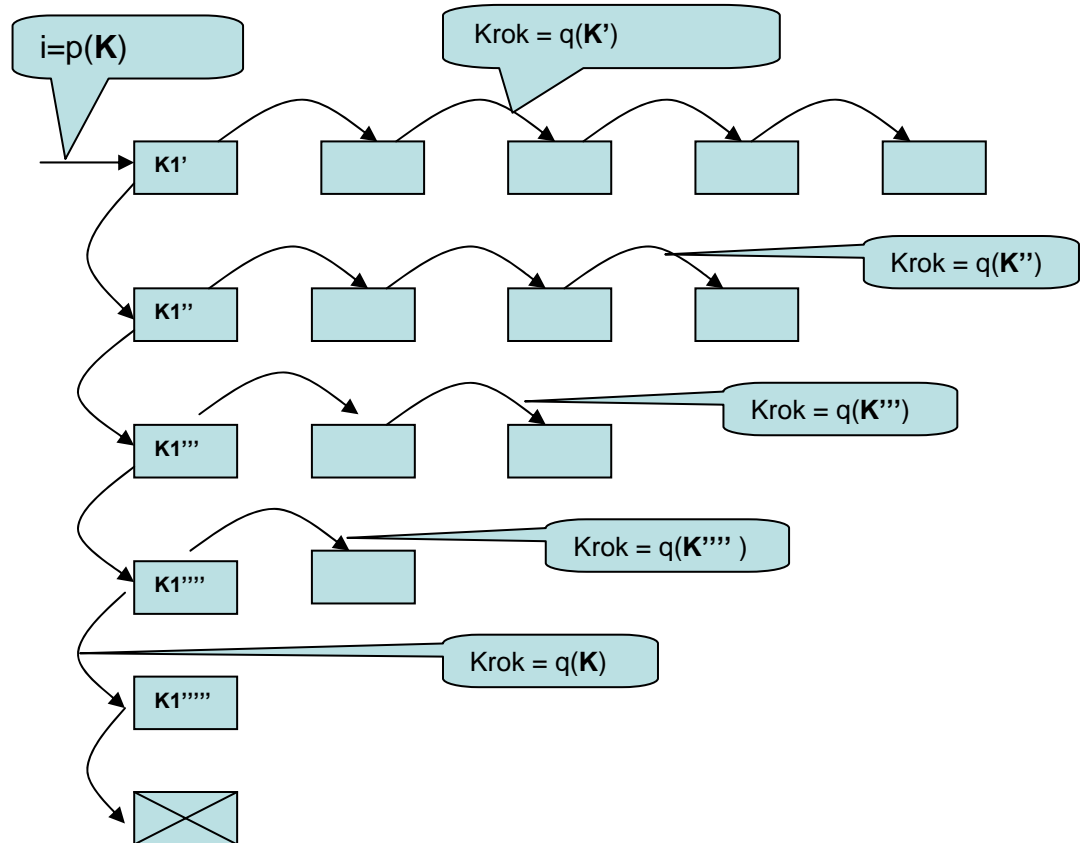 i=p(K)
Krok = q(K')
K1'
Krok = q(K'')
K1''
Krok = q(K''')
K1'''
Krok = q(K'''' )
K1''''
Krok = q(K)
K1'''''